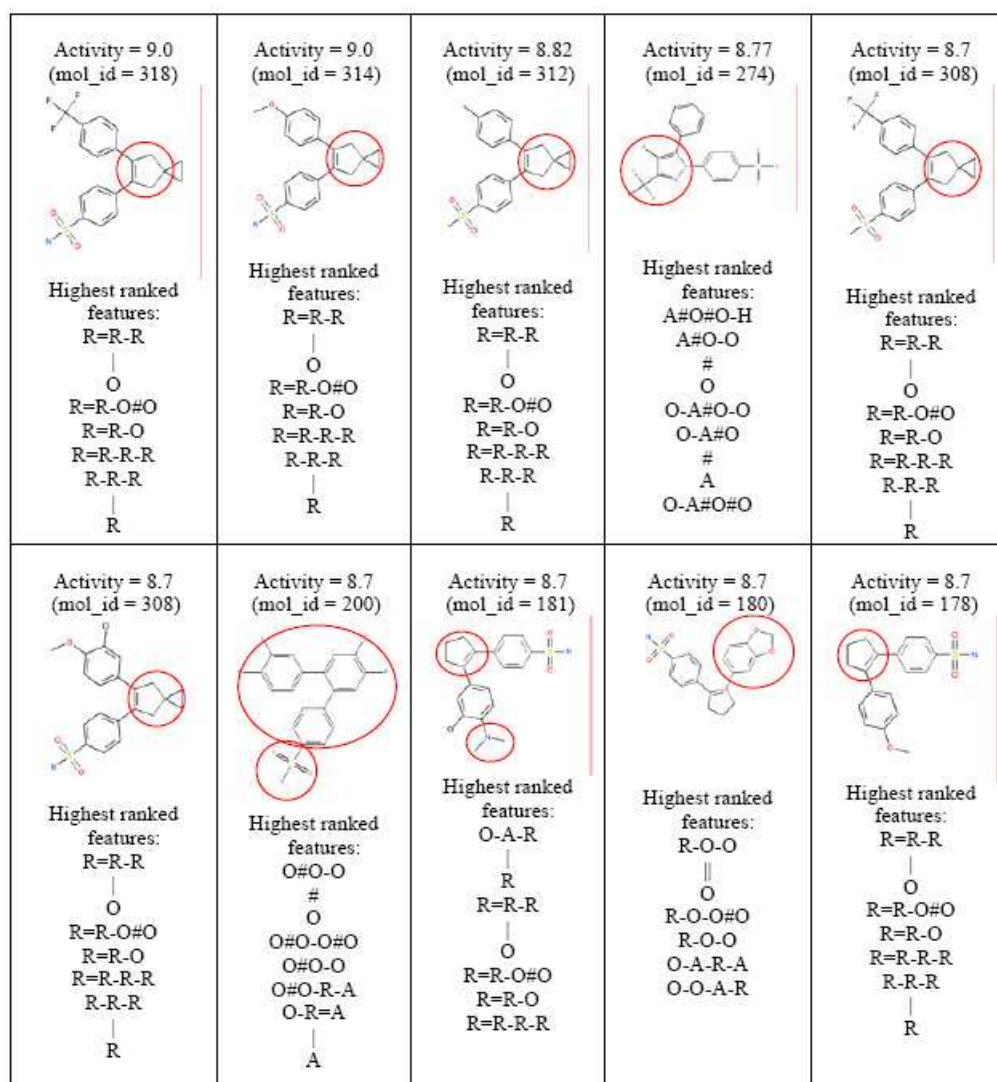 Activity = 9.0
(mol_id = 318)
Highest ranked
features:
R=R-R
|
O
R=R-O#O
R=R-O
R=R-R-R
R-R-R
|
R
Activity = 9.0
(mol_id = 314)
Highest ranked
features:
R=R-R
|
O
R=R-O#O
R=R-O
R=R-R-R
R-R-R
|
R
Activity = 8.82
(mol_id = 312)
Highest ranked
features:
R=R-R
|
O
R=R-O#O
R=R-O
R=R-R-R
R-R-R
|
R
Activity = 8.77
(mol_id = 274)
Highest ranked
features:
A#O#O-H
A#O-O
#
O
O-A#O-O
O-A#O
#
A
O-A#O#O
Activity = 8.7
(mol_id = 308)
Highest ranked
features:
R=R-R
|
O
R=R-O#O
R=R-O
R=R-R-R
R-R-R
|
R
Activity = 8.7
(mol_id = 308)
Highest ranked
features:
R=R-R
|
O
R=R-O#O
R=R-O
R=R-R-R
R-R-R
|
R
Activity = 8.7
(mol_id = 200)
Highest ranked
features:
O#O-O
#
O
O#O-O#O
O#O-O
O#O-R-A
O-R=A
|
A
Activity = 8.7
(mol_id = 181)
Highest ranked
features:
O-A-R
|
R
R=R-R
|
O
R=R-O#O
R=R-O
R=R-R-R
Activity = 8.7
(mol_id = 180)
Highest ranked
features:
R-O-O
||
O
R-O-O#O
R-O-O
O-A-R-A
O-O-A-R
Activity = 8.7
(mol_id = 178)
Highest ranked
features:
R=R-R
|
O
R=R-O#O
R=R-O
R=R-R-R
R-R-R
|
R